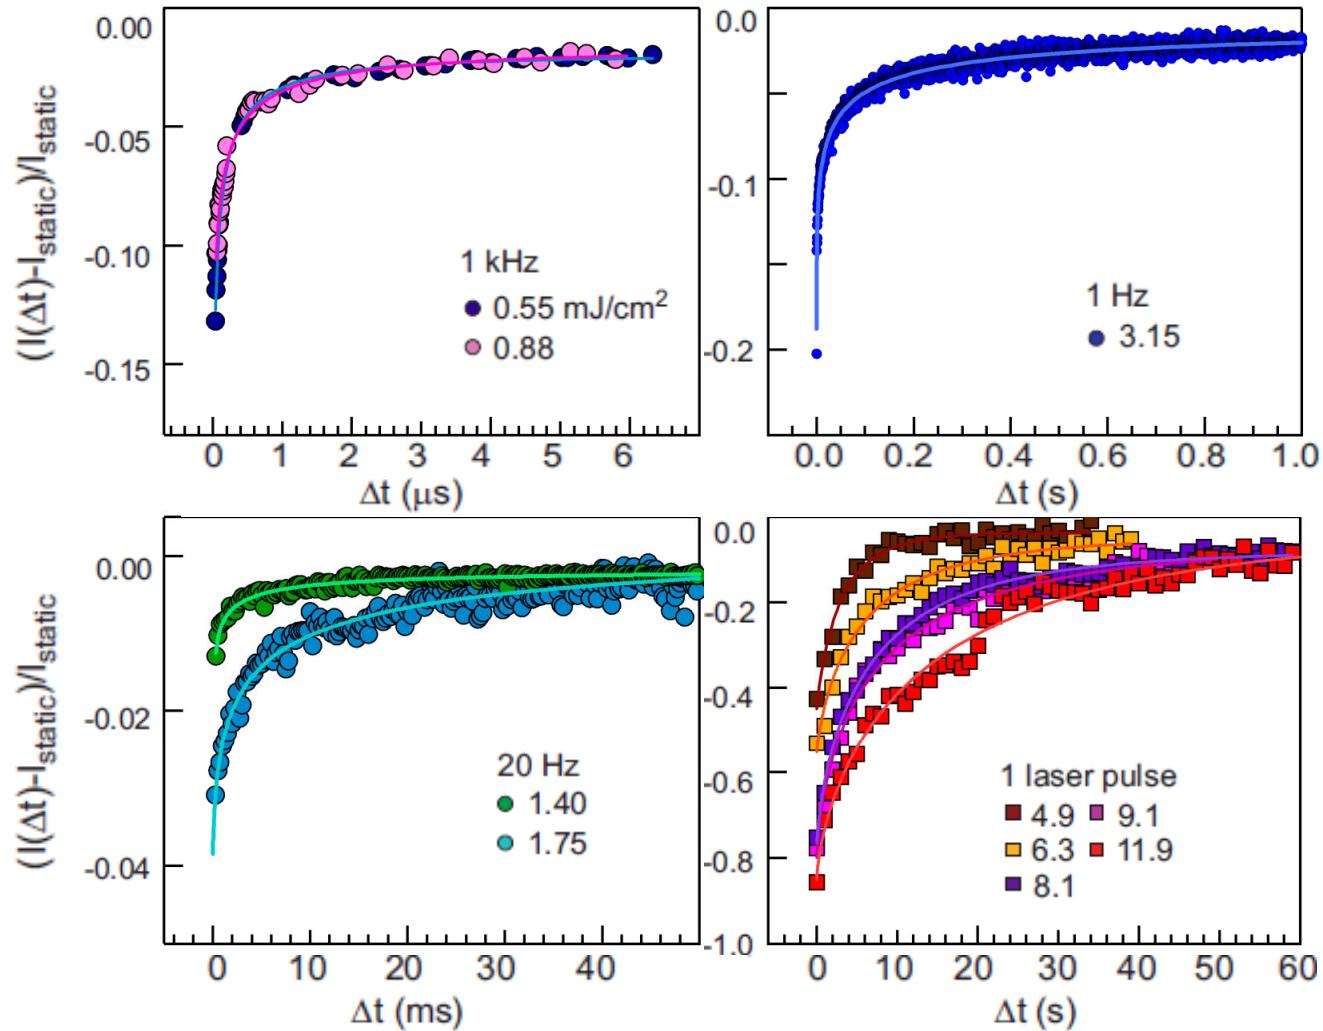 (I(Δt)-I_static)/I_static
0.00
-0.05
-0.10
-0.15
1 kHz
0.55 mJ/cm²
0.88
0 1 2 3 4 5 6
Δt (μs)
0.0
-0.1
-0.2
1 Hz
3.15
0.0 0.2 0.4 0.6 0.8 1.0
Δt (s)
(I(Δt)-I_static)/I_static
0.00
-0.02
-0.04
20 Hz
1.40
1.75
0 10 20 30 40
Δt (ms)
0.0
-0.2
-0.4
-0.6
-0.8
-1.0
1 laser pulse
4.9 9.1
6.3 11.9
8.1
0 10 20 30 40 50 60
Δt (s)